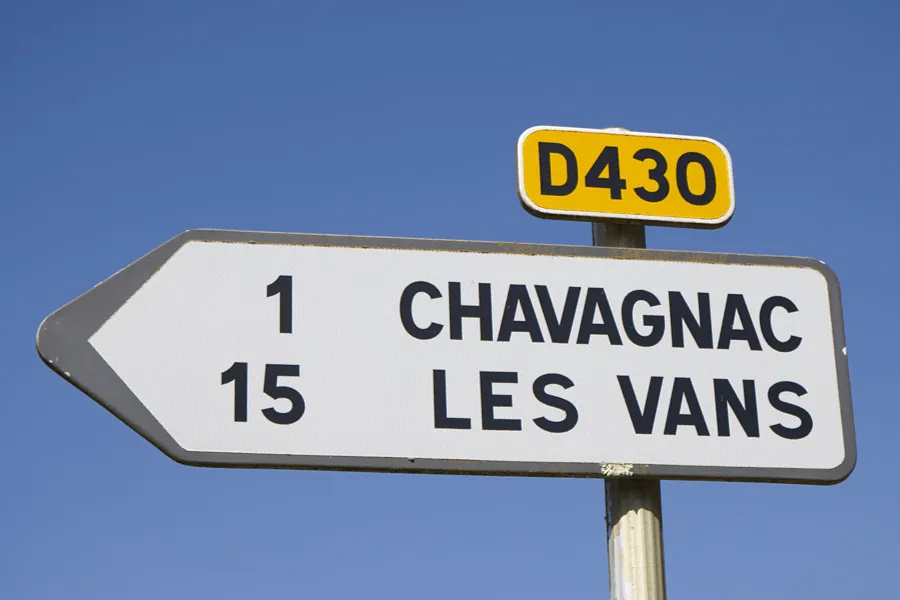 D430
1 CHAVAGNAC
15 LES VANS